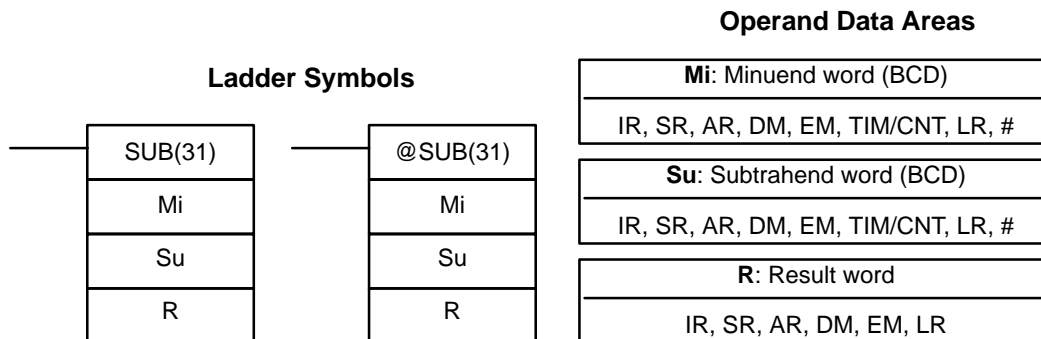 Ladder Symbols
SUB(31)
Mi
Su
R
@SUB(31)
Mi
Su
R
Operand Data Areas
Mi: Minuend word (BCD)
IR, SR, AR, DM, EM, TIM/CNT, LR, #
Su: Subtrahend word (BCD)
IR, SR, AR, DM, EM, TIM/CNT, LR, #
R: Result word
IR, SR, AR, DM, EM, LR